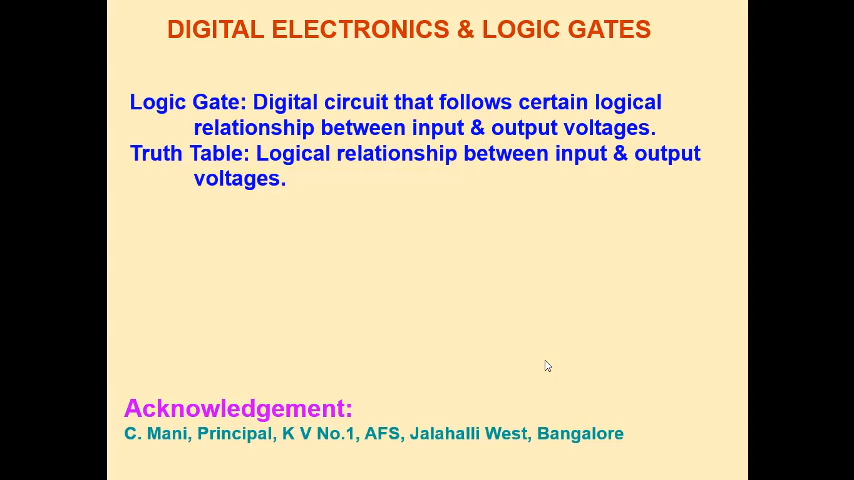 DIGITAL ELECTRONICS & LOGIC GATES
Logic Gate: Digital circuit that follows certain logical
relationship between input & output voltages.
Truth Table: Logical relationship between input & output
voltages.
Acknowledgement:
C. Mani, Principal, K V No.1, AFS, Jalahalli West, Bangalore